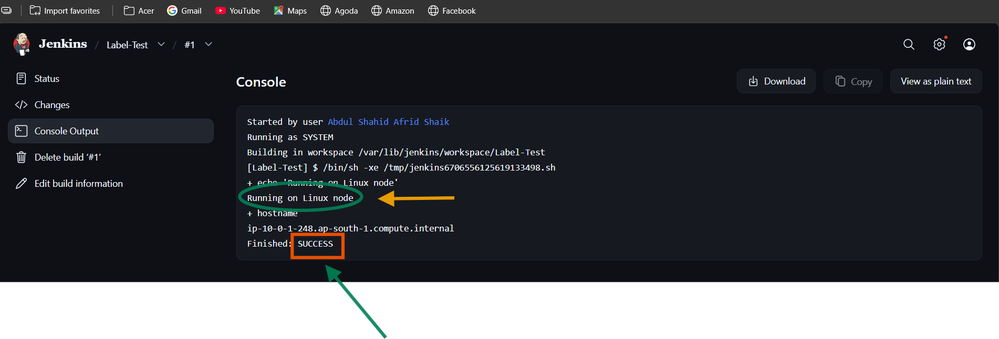 Import favorites Acer Gmail YouTube Maps Agoda Amazon Facebook
Jenkins / Label-Test / #1
Status
Changes
Console Output
Delete build ‘#1’
Edit build information
Console
Download Copy View as plain text
Started by user Abdul Shahid Afrid Shaik
Running as SYSTEM
Building in workspace /var/lib/jenkins/workspace/Label-Test
[Label-Test] $ /bin/sh -xe /tmp/jenkins6706556125619133498.sh
+ echo 'Running on Linux node'
Running on Linux node
+ hostname
ip-10-0-1-248.ap-south-1.compute.internal
Finished: SUCCESS